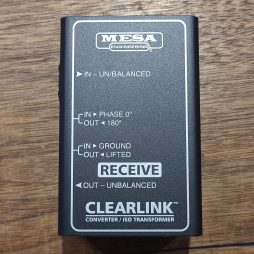 MESA
ENGINEERING
IN – UN/BALANCED
IN PHASE 0°
OUT 180°
IN GROUND
OUT LIFTED
RECEIVE
OUT – UNBALANCED
CLEARLINK™
CONVERTER / ISO TRANSFORMER